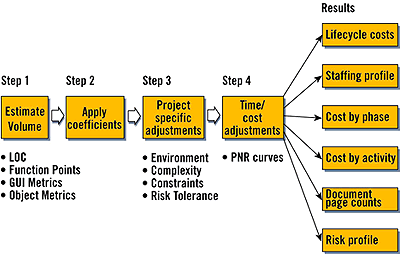 Results
Lifecycle costs
Step 1
Step 2
Step 3
Step 4
Staffing profile
Estimate
Volume
Apply
coefficients
Project
specific
adjustments
Time/
cost
adjustments
Cost by phase
• LOC
• Function Points
• GUI Metrics
• Object Metrics
• Environment
• Complexity
• Constraints
• Risk Tolerance
• PNR curves
Cost by activity
Document
page counts
Risk profile